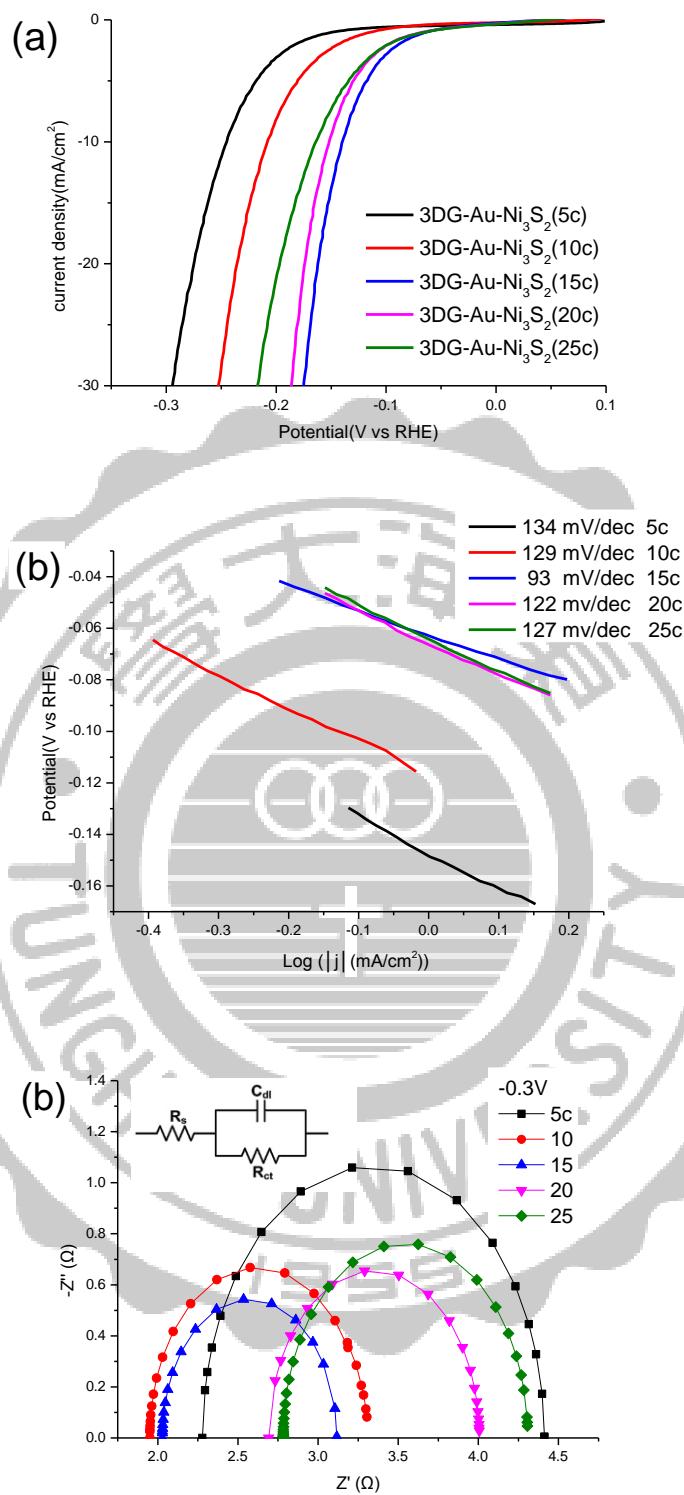 (a)
0
-10
-20
-30
current density(mA/cm²)
-0.3 -0.2 -0.1 0.0 0.1
Potential(V vs RHE)
3DG-Au-Ni₃S₂(5c)
3DG-Au-Ni₃S₂(10c)
3DG-Au-Ni₃S₂(15c)
3DG-Au-Ni₃S₂(20c)
3DG-Au-Ni₃S₂(25c)
(b)
134 mV/dec 5c
129 mV/dec 10c
93 mV/dec 15c
122 mv/dec 20c
127 mv/dec 25c
-0.04
-0.06
-0.08
-0.10
-0.12
-0.14
-0.16
Potential(V vs RHE)
-0.4 -0.3 -0.2 -0.1 0.0 0.1 0.2
Log (|j|(mA/cm²))
(b)
1.4
1.2
1.0
0.8
0.6
0.4
0.2
0.0
-Z''(Ω)
2.0 2.5 3.0 3.5 4.0 4.5
Z' (Ω)
Rs
Cdl
Rct
-0.3V
5c
10
15
20
25
大
1955